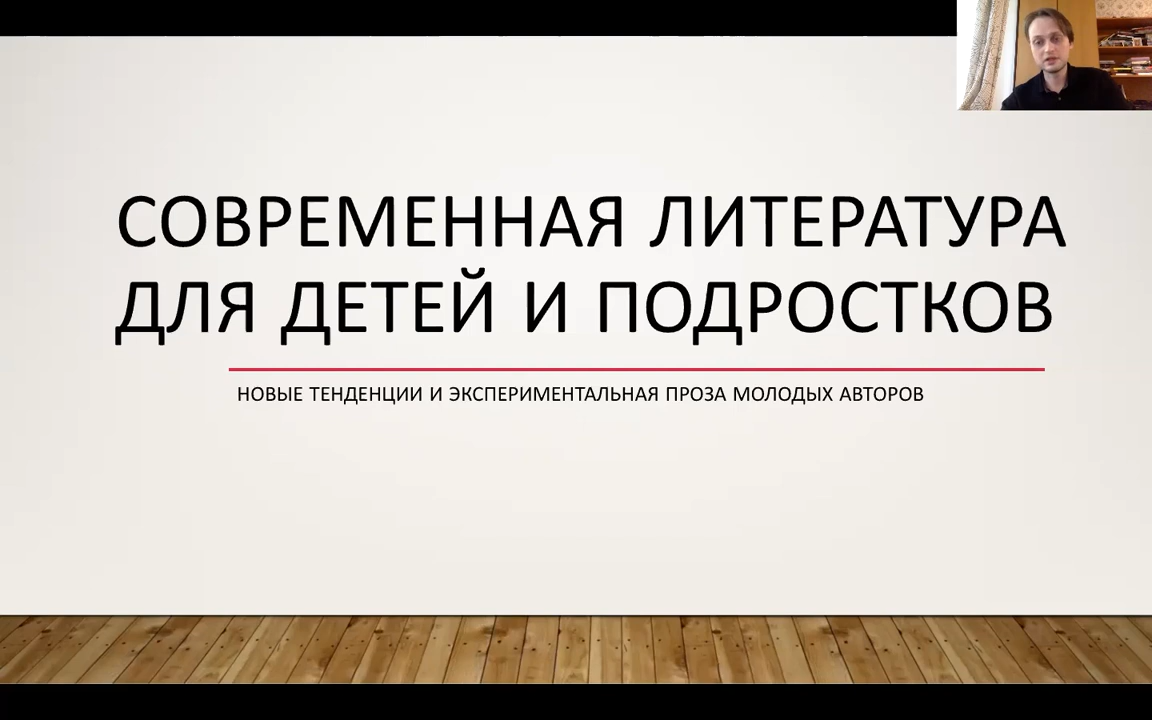 СОВРЕМЕННАЯ ЛИТЕРАТУРА
ДЛЯ ДЕТЕЙ И ПОДРОСТКОВ
НОВЫЕ ТЕНДЕНЦИИ И ЭКСПЕРИМЕНТАЛЬНАЯ ПРОЗА МОЛОДЫХ АВТОРОВ